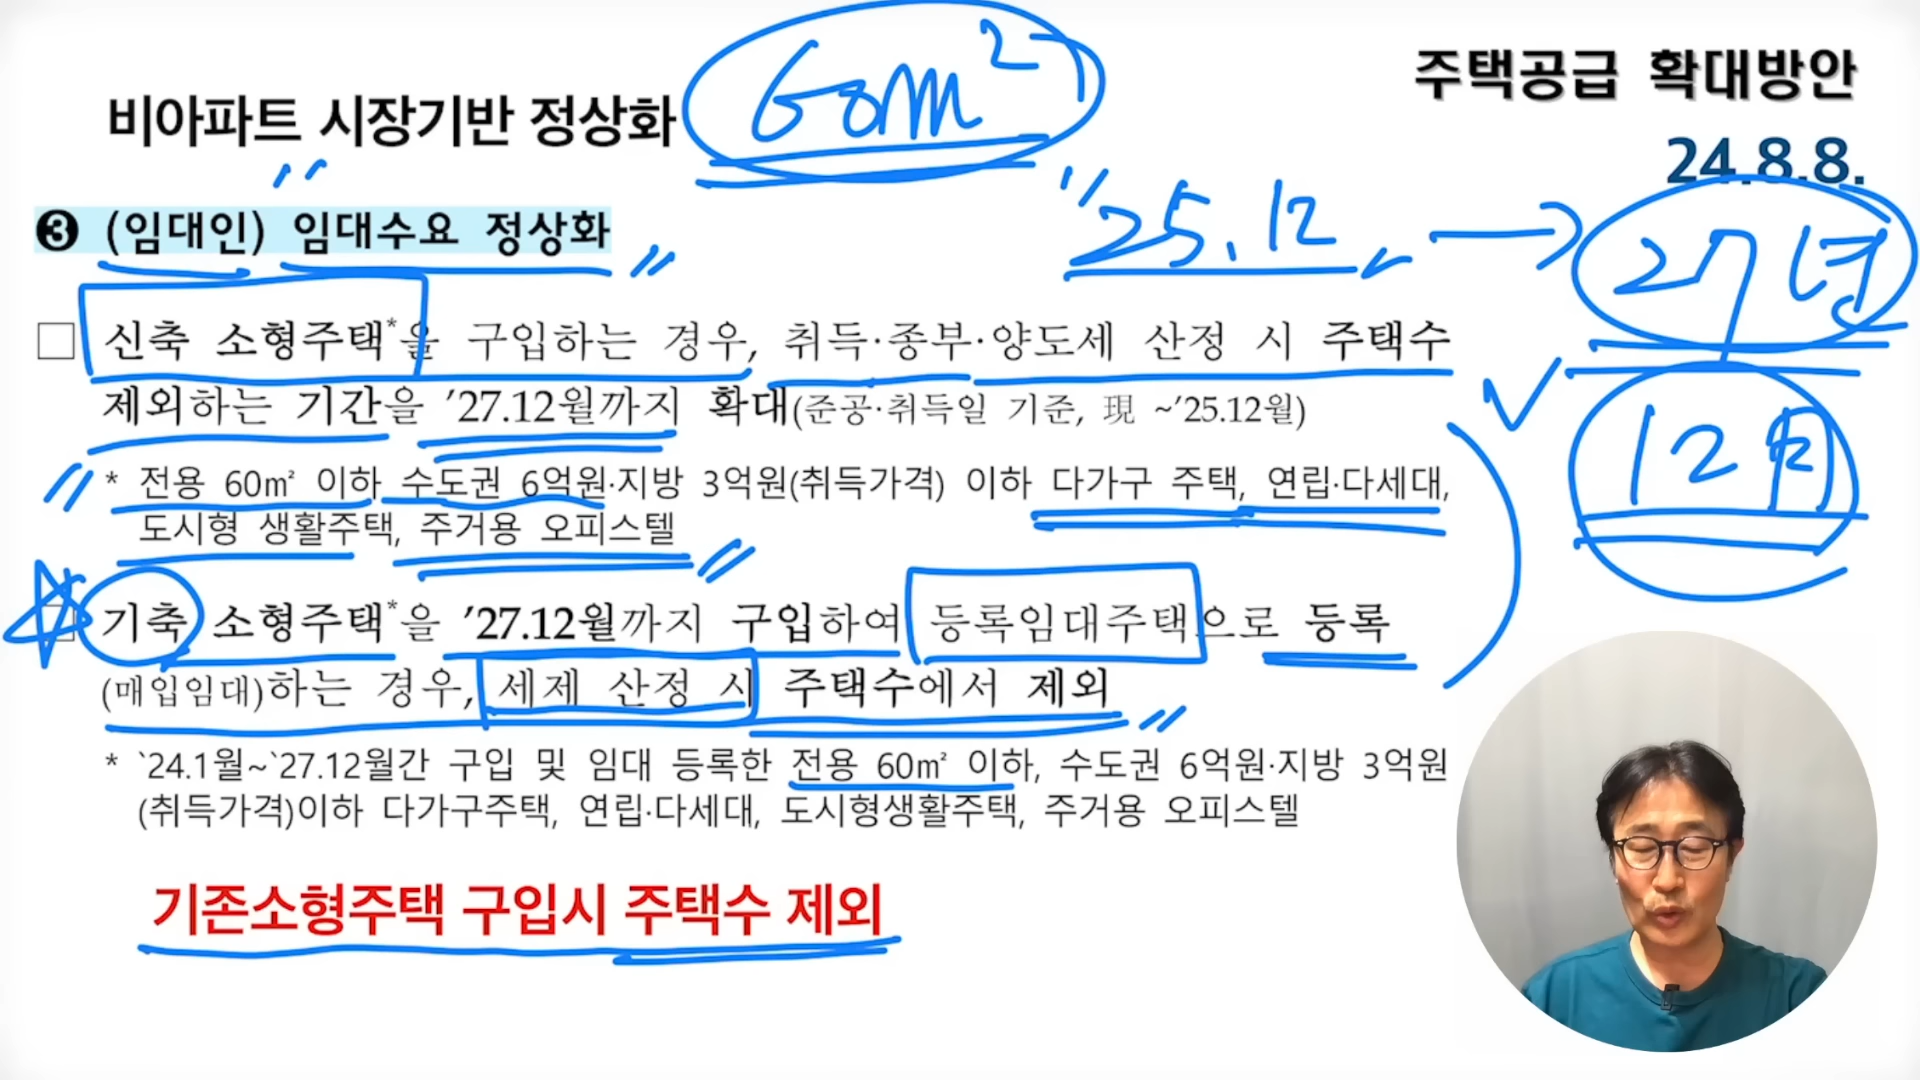 주택공급 확대방안
24.8.8.
비아파트 시장기반 정상화
60m²
❸ (임대인) 임대수요 정상화
"25.12" → 27년
12月
□ 신축 소형주택*을 구입하는 경우, 취득·종부·양도세 산정 시 주택수
제외하는 기간을 ’27.12월까지 확대(준공·취득일 기준, 現 ~’25.12월)
* 전용 60㎡ 이하 수도권 6억원·지방 3억원(취득가격) 이하 다가구 주택, 연립·다세대,
도시형 생활주택, 주거용 오피스텔
□ 기축 소형주택*을 ’27.12월까지 구입하여 등록임대주택으로 등록
(매입임대)하는 경우, 세제 산정 시 주택수에서 제외
* `24.1월~`27.12월간 구입 및 임대 등록한 전용 60㎡ 이하, 수도권 6억원·지방 3억원
(취득가격)이하 다가구주택, 연립·다세대, 도시형생활주택, 주거용 오피스텔
기존소형주택 구입시 주택수 제외